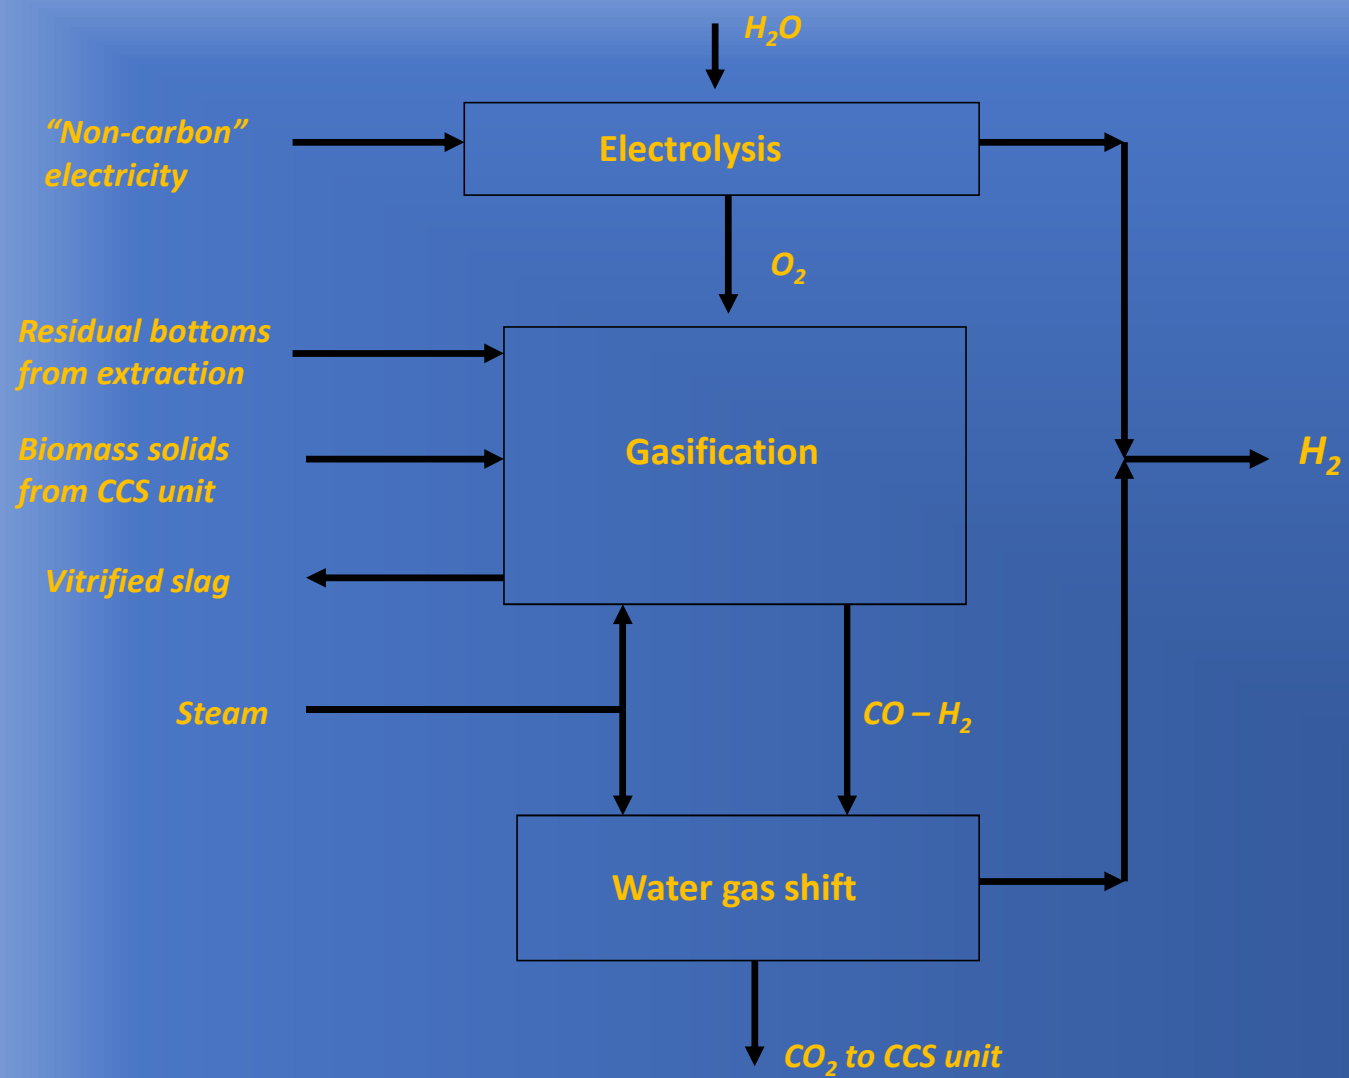 H₂O
“Non-carbon”
electricity
Electrolysis
O₂
Residual bottoms
from extraction
Biomass solids
from CCS unit
Gasification
H₂
Vitrified slag
Steam
CO – H₂
Water gas shift
CO₂ to CCS unit